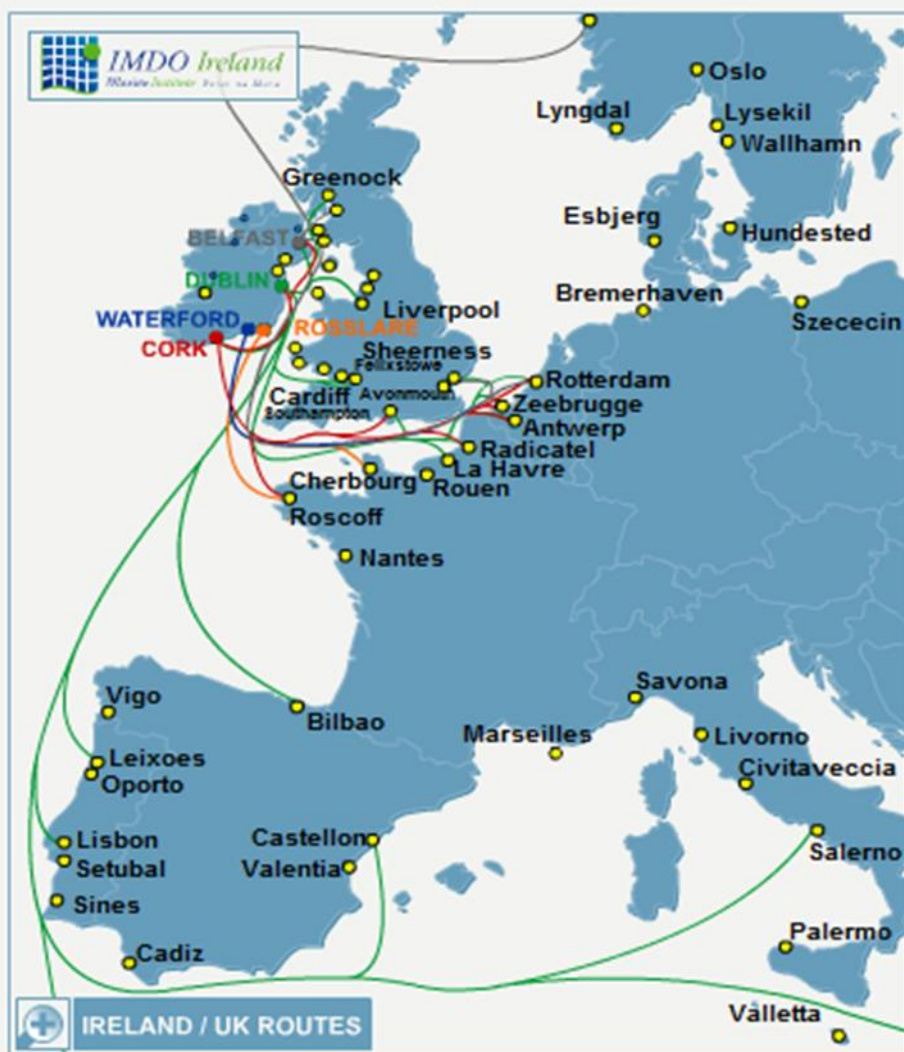 IMDO Ireland
Oslo
Lyngdal
Lysekil
Wallhamn
Greenock
Esbjerg
Hundested
BELFAST
DUBLIN
Bremerhaven
Szececin
Liverpool
WATERFORD
ROSSLARE
CORK
Sheerness
Felixstowe
Rotterdam
Cardiff
Avonmouth
Zeebrugge
Southampton
Antwerp
Radicatel
La Havre
Cherbourg
Rouen
Roscoff
Nantes
Savona
Vigo
Bilbao
Marseilles
Livorno
Leixoes
Civitaveccia
Oporto
Lisbon
Castellon
Setubal
Valentia
Salerno
Sines
Palermo
Cadiz
Valletta
IRELAND / UK ROUTES